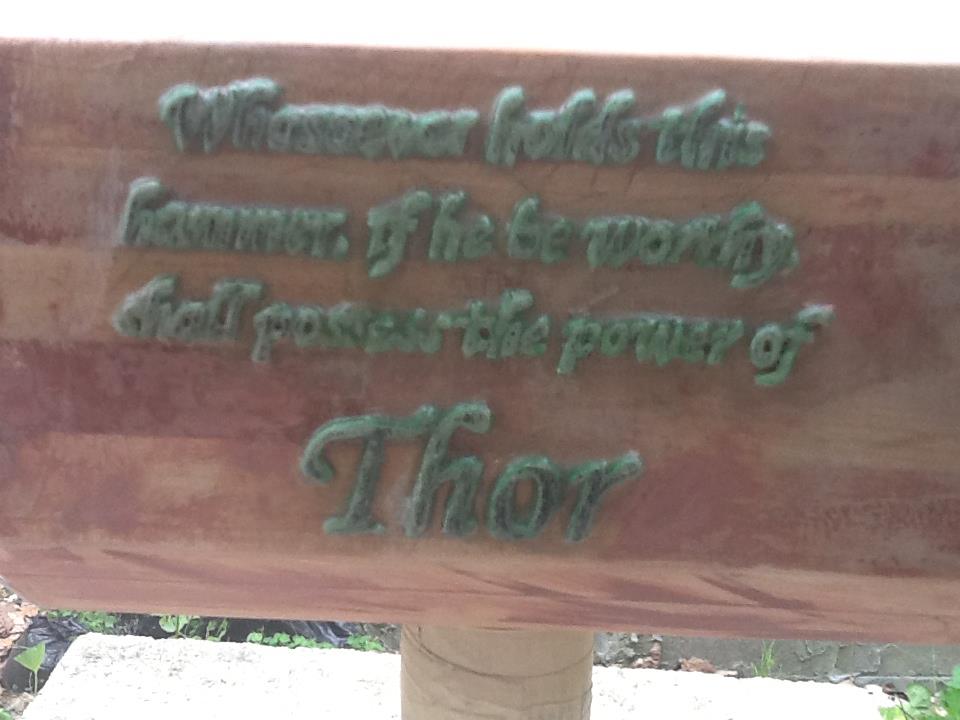 Whosoever holds this
hammer. if he be worthy,
shall possess the power of
Thor